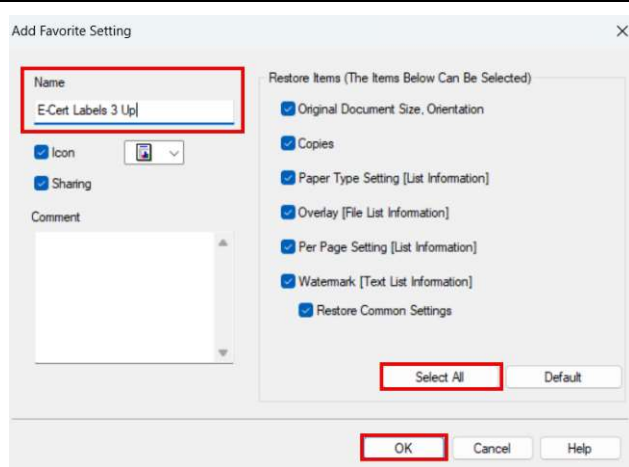 Add Favorite Setting
Name
E-Cert Labels 3 Up
Icon
Sharing
Comment
Restore Items (The Items Below Can Be Selected)
Original Document Size, Orientation
Copies
Paper Type Setting [List Information]
Overlay [File List Information]
Per Page Setting [List Information]
Watermark [Text List Information]
Restore Common Settings
Select All
Default
OK
Cancel
Help